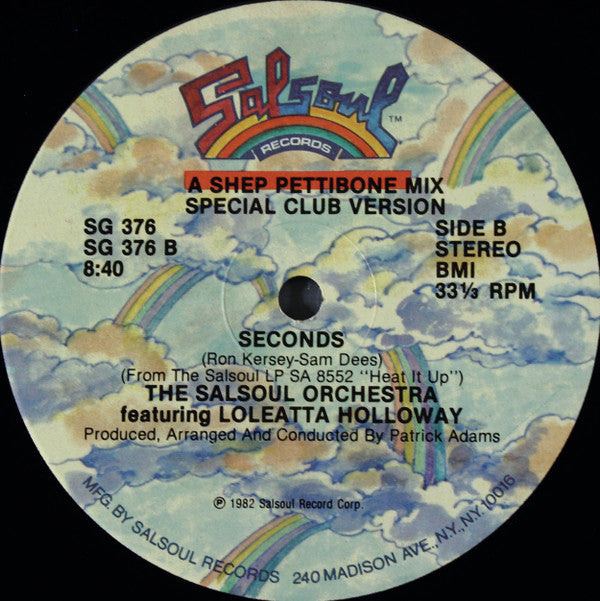 Salsoul
TM
RECORDS
A SHEP PETTIBONE MIX
SPECIAL CLUB VERSION
SG 376
SG 376 B
8:40
SIDE B
STEREO
BMI
33⅓ RPM
SECONDS
(Ron Kersey-Sam Dees)
(From The Salsoul LP SA 8552 "Heat It Up")
THE SALSOUL ORCHESTRA
featuring LOLEATTA HOLLOWAY
Produced, Arranged And Conducted By Patrick Adams
Ⓟ 1982 Salsoul Record Corp.
MFG. BY SALSOUL RECORDS 240 MADISON AVE., N.Y., N.Y. 10016